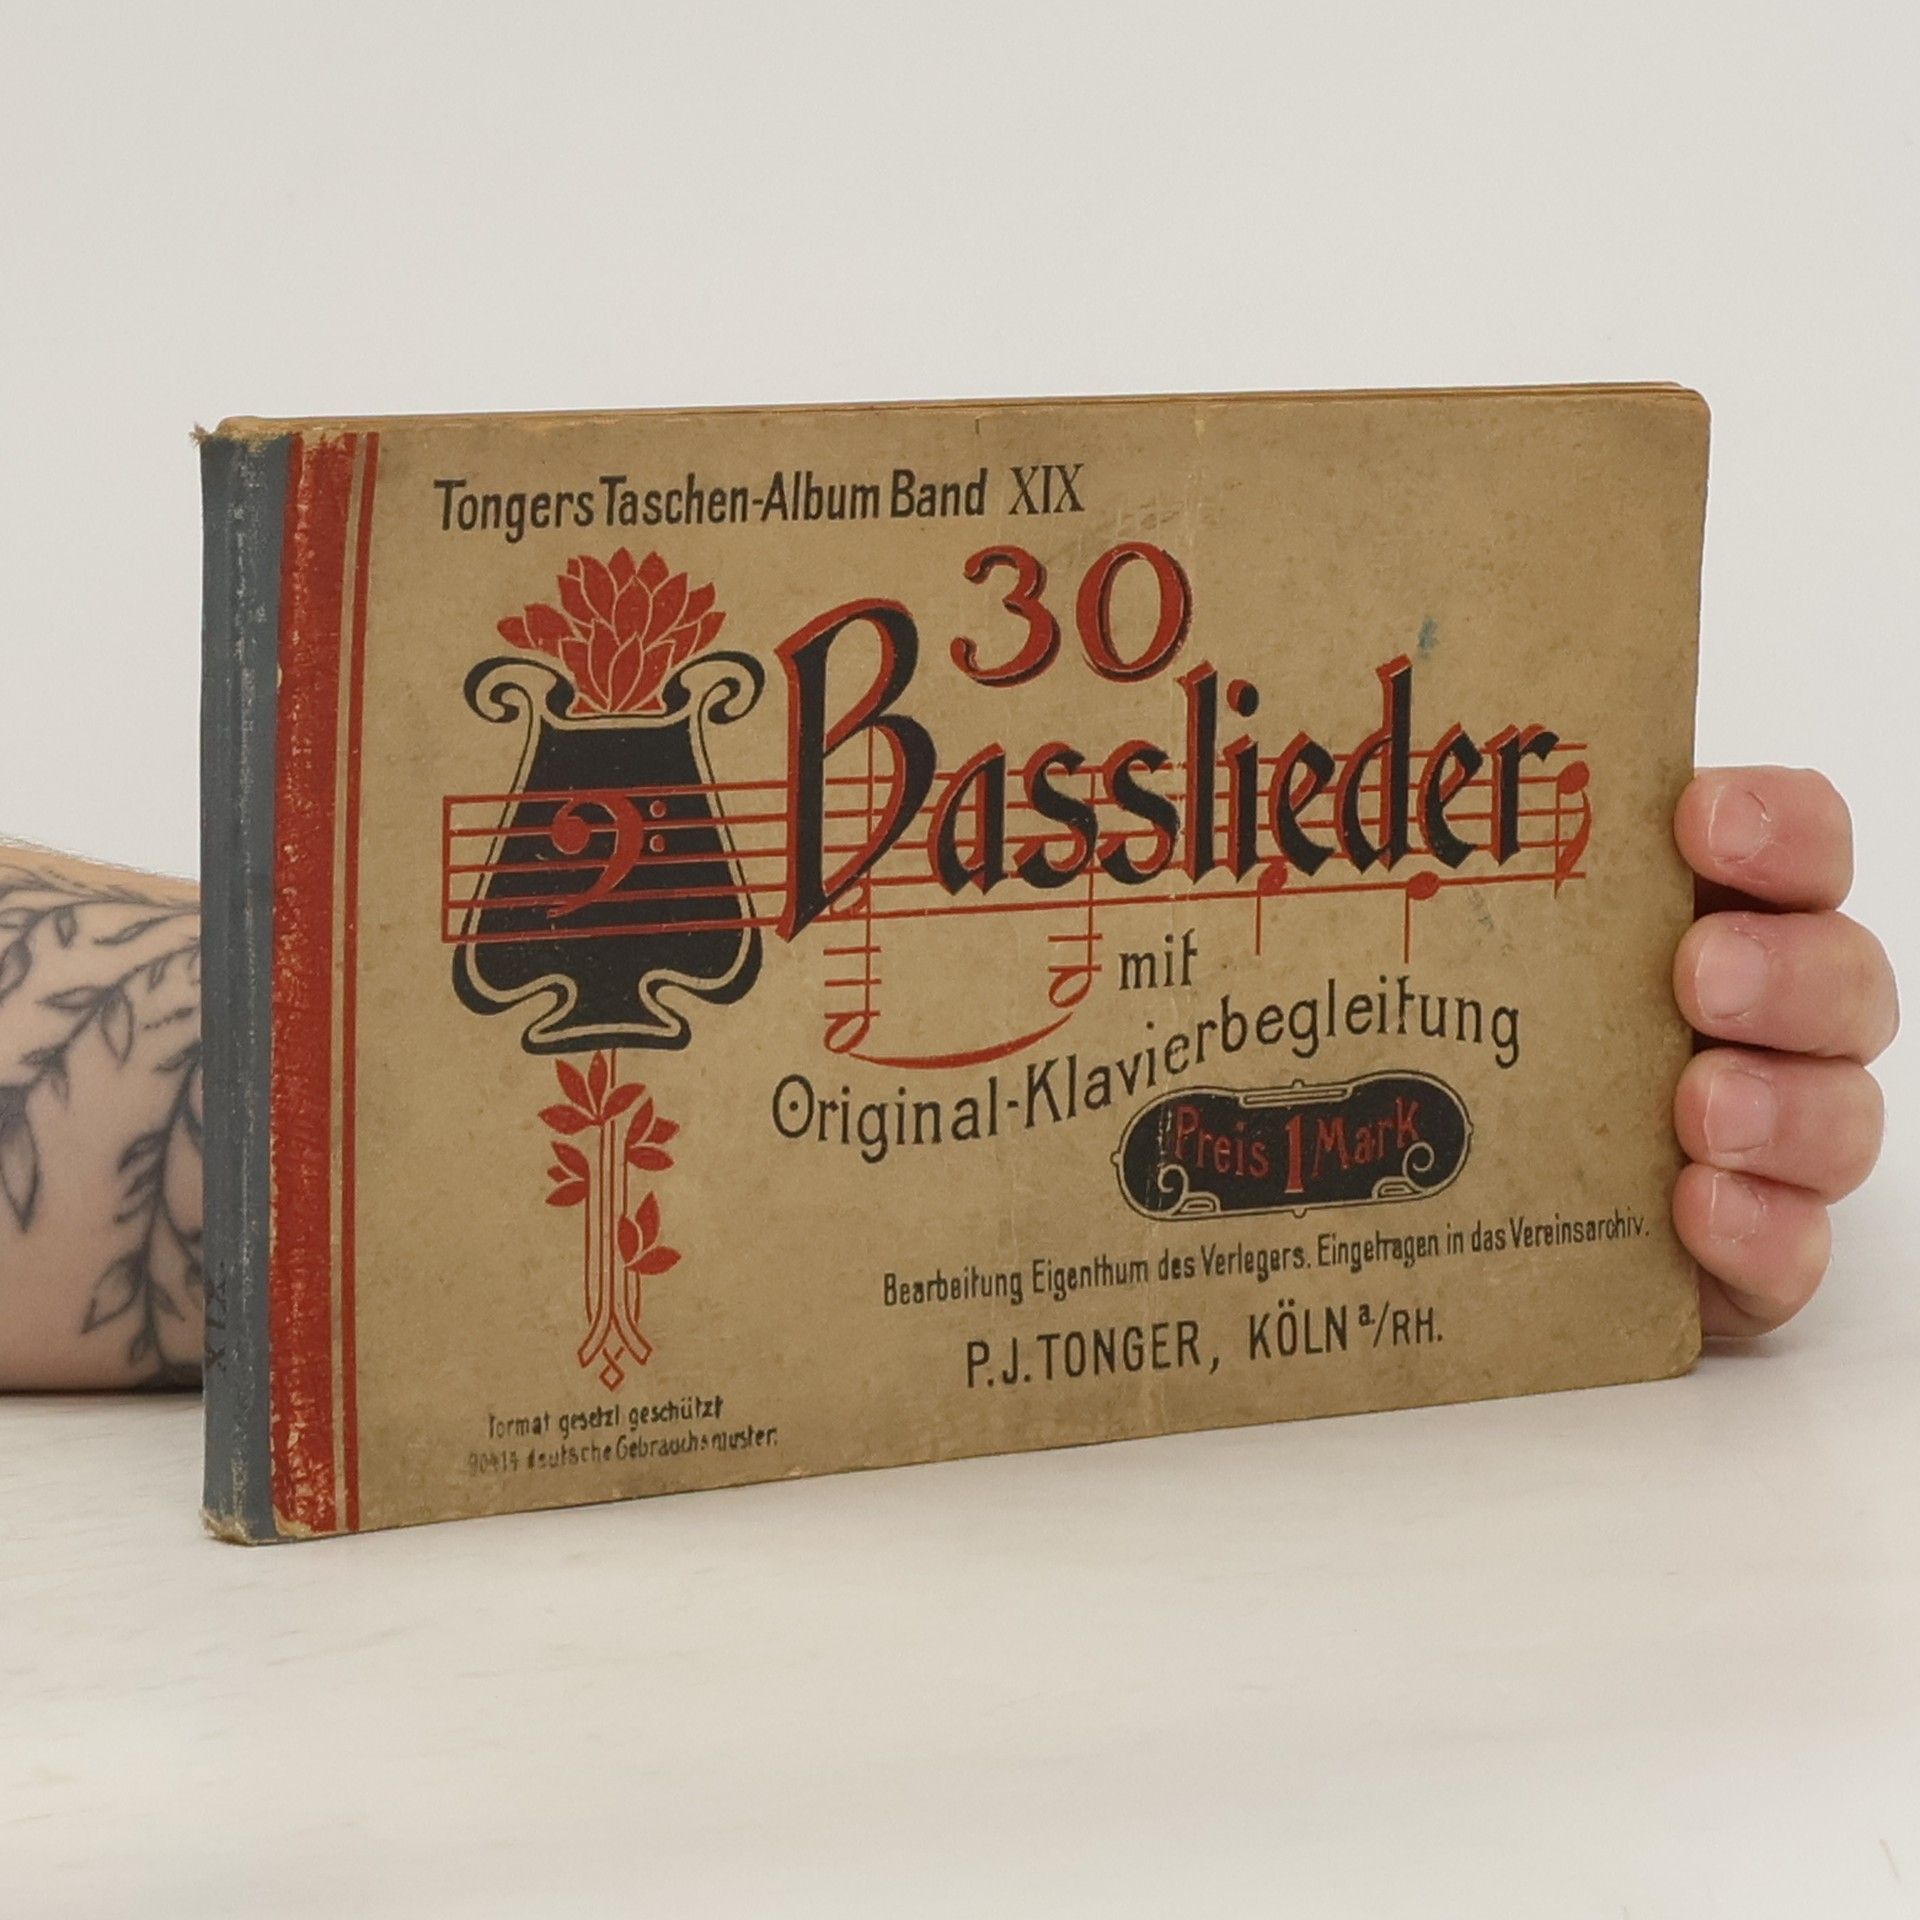 Tongers Taschen-Album Band XIX
30
Basslieder
mit
Original-Klavierbegleitung
Preis 1 Mark
Bearbeitung Eigenthum des Verlegers. Eingetragen in das Vereinsarchiv.
P.J. TONGER, KÖLN a./RH.
Format gesetzl geschützt
deutsche Gebrauchsmuster.
XIX.